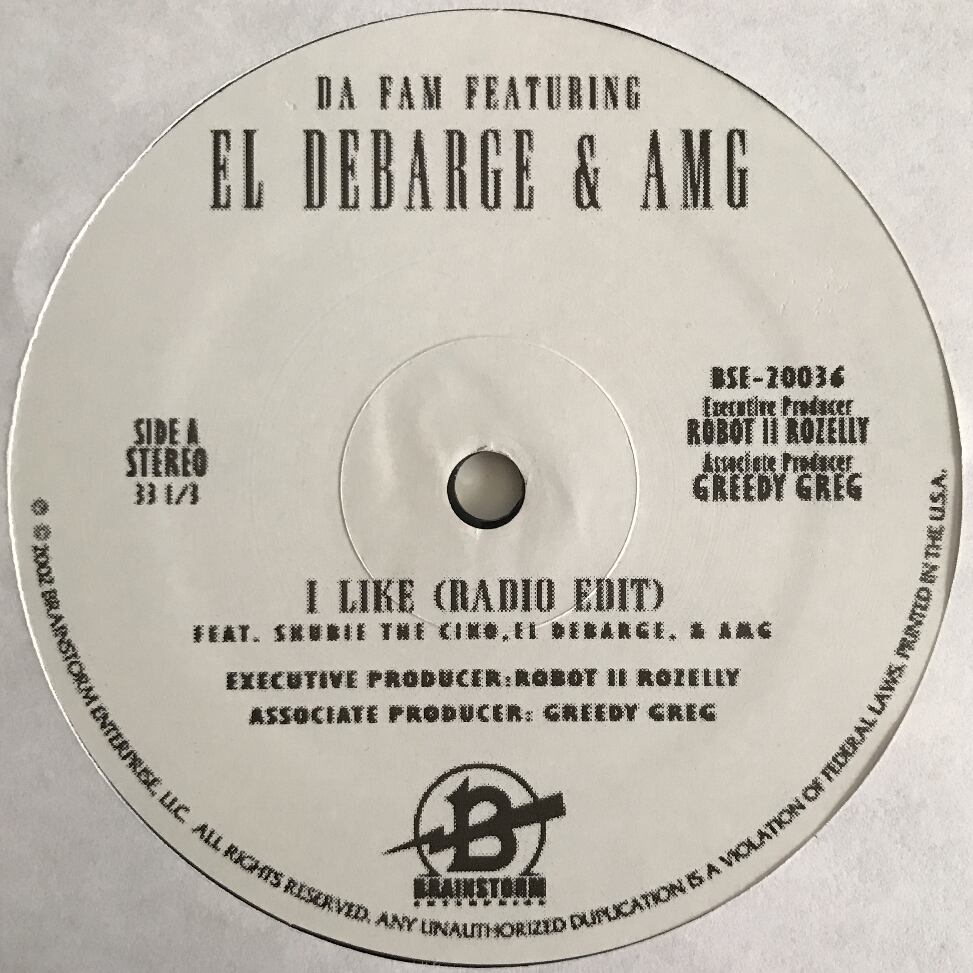 DA FAM FEATURING
EL DEBARGE & AMG
BSE-20036
Executive Producer
ROBOT II ROZELLY
Associate Producer
GREEDY GREG
SIDE A
STEREO
33 1/3
I LIKE (RADIO EDIT)
FEAT. SKUBIE THE CIKO, EL DEBARGE, & AMG
EXECUTIVE PRODUCER:ROBOT II ROZELLY
ASSOCIATE PRODUCER: GREEDY GREG
B
BRAINSTORM
℗ © 2002 BRAINSTORM ENTERPRISE, LLC. ALL RIGHTS RESERVED. ANY UNAUTHORIZED DUPLICATION IS A VIOLATION OF FEDERAL LAWS. PRINTED IN THE U.S.A.